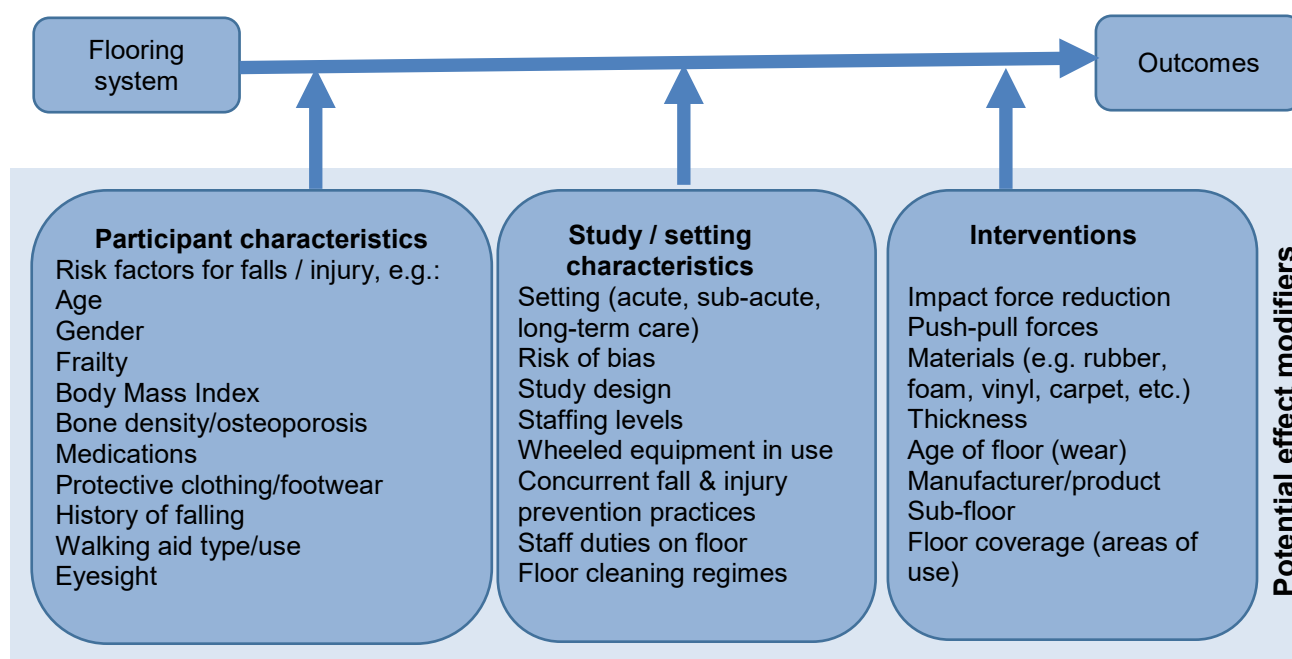 Flooring
system
Outcomes
Participant characteristics
Risk factors for falls / injury, e.g.:
Age
Gender
Frailty
Body Mass Index
Bone density/osteoporosis
Medications
Protective clothing/footwear
History of falling
Walking aid type/use
Eyesight
Study / setting
characteristics
Setting (acute, sub-acute,
long-term care)
Risk of bias
Study design
Staffing levels
Wheeled equipment in use
Concurrent fall & injury
prevention practices
Staff duties on floor
Floor cleaning regimes
Interventions
Impact force reduction
Push-pull forces
Materials (e.g. rubber,
foam, vinyl, carpet, etc.)
Thickness
Age of floor (wear)
Manufacturer/product
Sub-floor
Floor coverage (areas of
use)
Potential effect modifiers